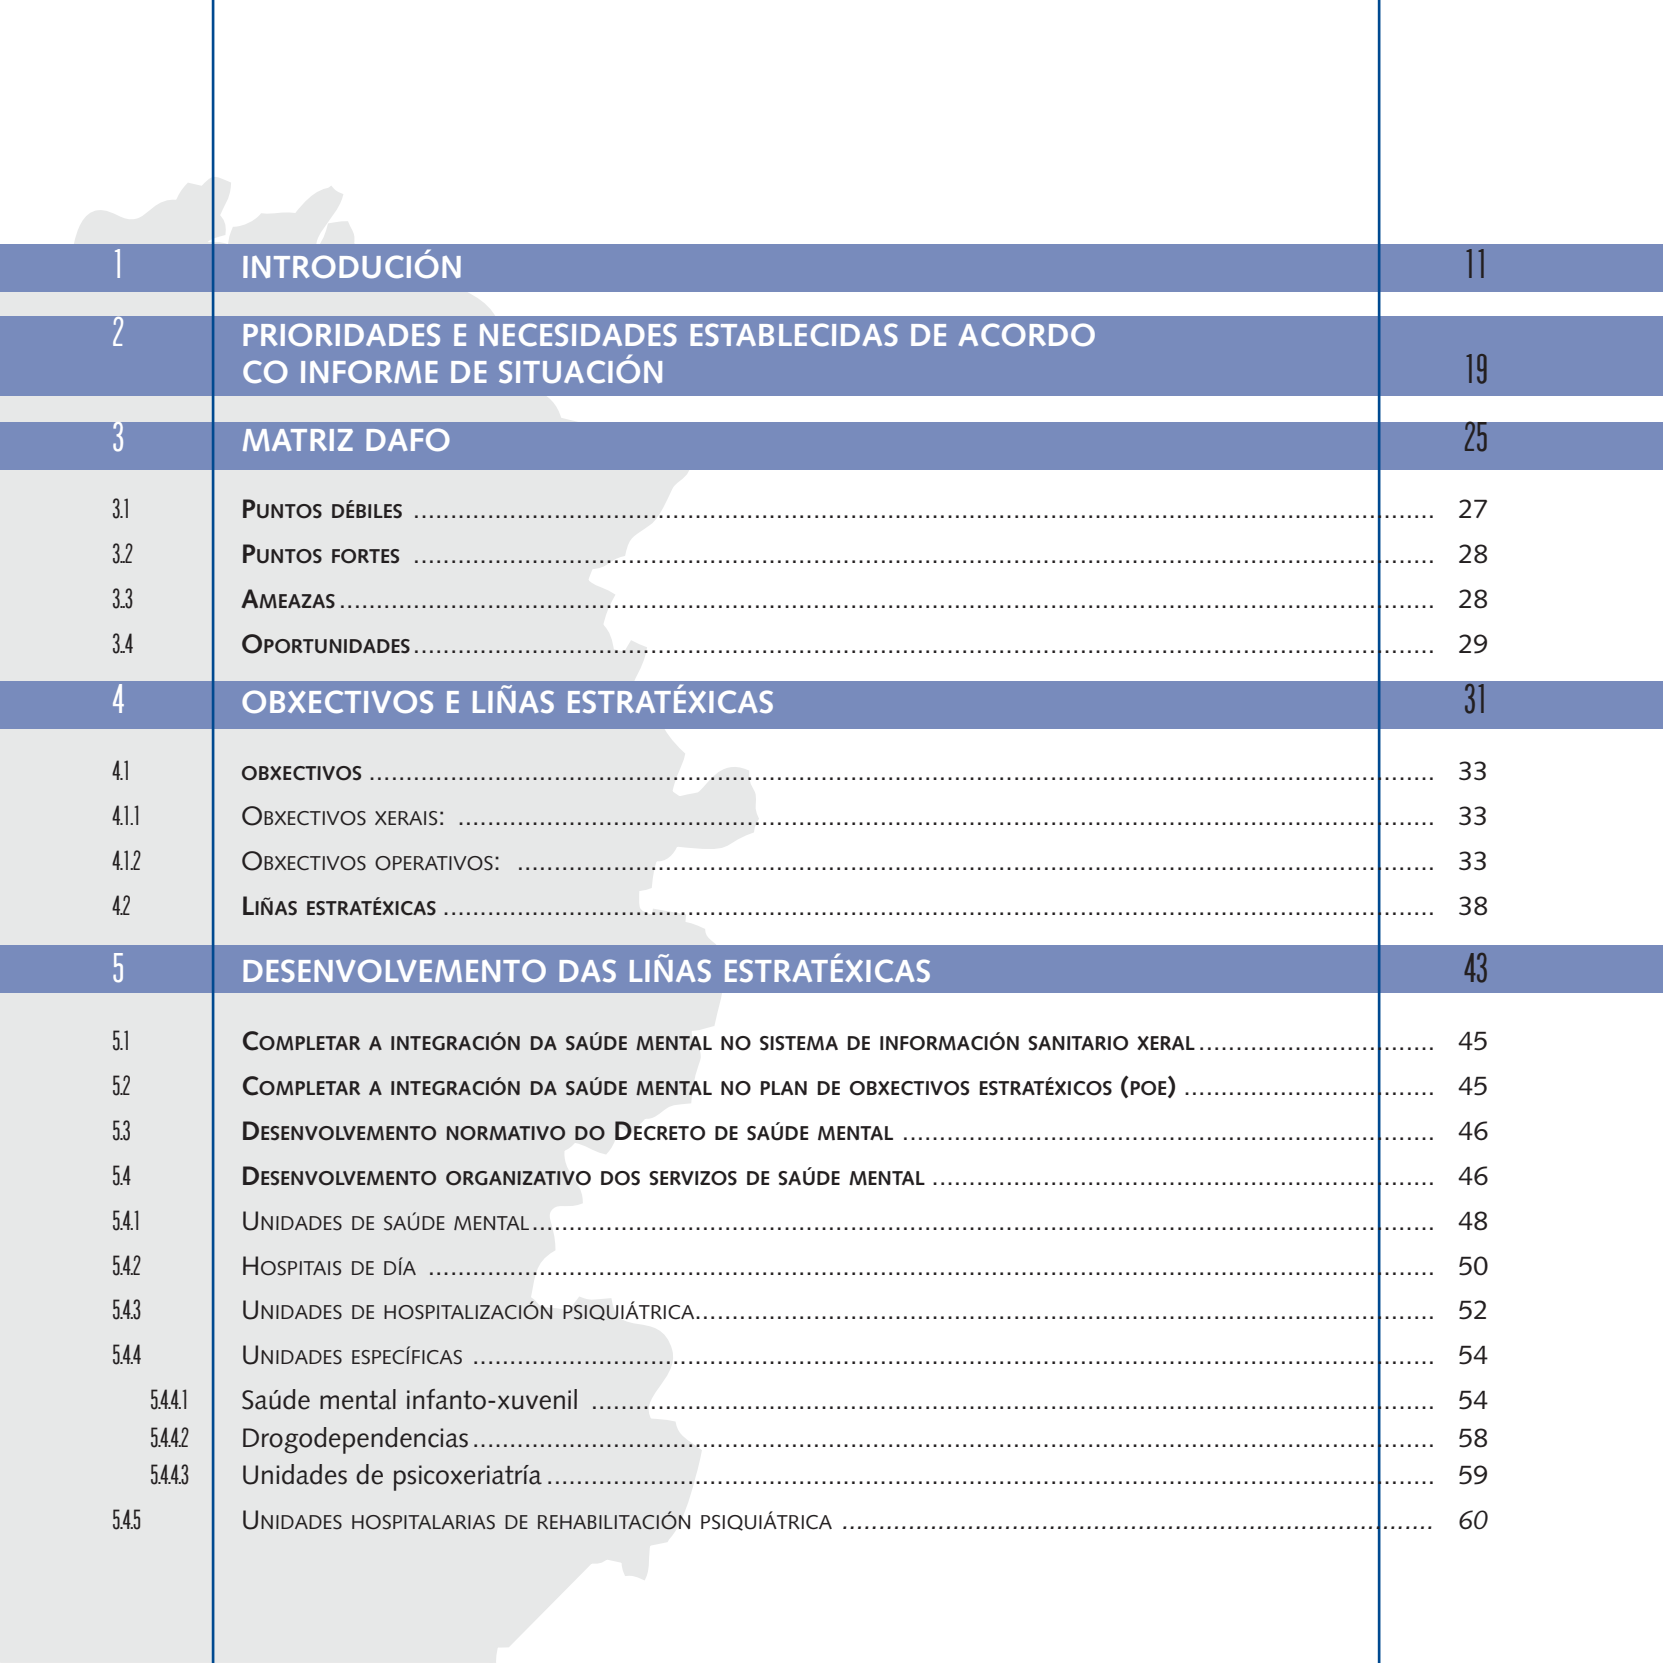 1 INTRODUCIÓN 11
2 PRIORIDADES E NECESIDADES ESTABLECIDAS DE ACORDO
CO INFORME DE SITUACIÓN 19
3 MATRIZ DAFO 25
3.1 PUNTOS DÉBILES ........ 27
3.2 PUNTOS FORTES ........ 28
3.3 AMEAZAS ........ 28
3.4 OPORTUNIDADES ........ 29
4 OBXECTIVOS E LIÑAS ESTRATÉXICAS 31
4.1 OBXECTIVOS ........ 33
4.1.1 OBXECTIVOS XERAIS: ........ 33
4.1.2 OBXECTIVOS OPERATIVOS: ........ 33
4.2 LIÑAS ESTRATÉXICAS ........ 38
5 DESENVOLVEMENTO DAS LIÑAS ESTRATÉXICAS 43
5.1 COMPLETAR A INTEGRACIÓN DA SAÚDE MENTAL NO SISTEMA DE INFORMACIÓN SANITARIO XERAL ........ 45
5.2 COMPLETAR A INTEGRACIÓN DA SAÚDE MENTAL NO PLAN DE OBXECTIVOS ESTRATÉXICOS (POE) ........ 45
5.3 DESENVOLVEMENTO NORMATIVO DO DECRETO DE SAÚDE MENTAL ........ 46
5.4 DESENVOLVEMENTO ORGANIZATIVO DOS SERVIZOS DE SAÚDE MENTAL ........ 46
5.4.1 UNIDADES DE SAÚDE MENTAL ........ 48
5.4.2 HOSPITAIS DE DÍA ........ 50
5.4.3 UNIDADES DE HOSPITALIZACIÓN PSIQUIÁTRICA ........ 52
5.4.4 UNIDADES ESPECÍFICAS ........ 54
5.4.4.1 Saúde mental infanto-xuvenil ........ 54
5.4.4.2 Drogodependencias ........ 58
5.4.4.3 Unidades de psicoxeriatría ........ 59
5.4.5 UNIDADES HOSPITALARIAS DE REHABILITACIÓN PSIQUIÁTRICA ........ 60